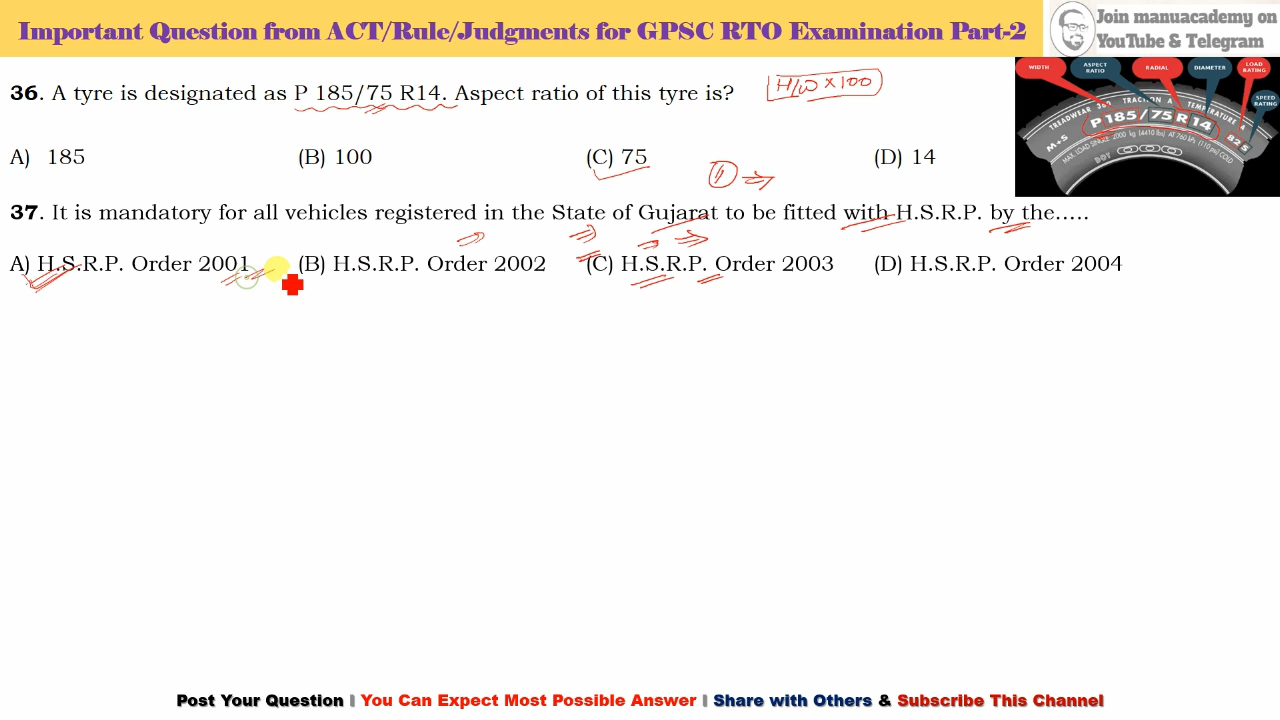 Important Question from ACT/Rule/Judgments for GPSC RTO Examination Part-2
Join manuacademy on
YouTube & Telegram
36. A tyre is designated as P 185/75 R14. Aspect ratio of this tyre is?
H/W × 100
A) 185 (B) 100 (C) 75 (D) 14
WIDTH
ASPECT RATIO
RADIAL
DIAMETER
LOAD RATING
SPEED RATING
TRACTION A
P 185 / 75 R 14 82 S
M+S
DOT
37. It is mandatory for all vehicles registered in the State of Gujarat to be fitted with H.S.R.P. by the.....
A) H.S.R.P. Order 2001 (B) H.S.R.P. Order 2002 (C) H.S.R.P. Order 2003 (D) H.S.R.P. Order 2004
Post Your Question | You Can Expect Most Possible Answer | Share with Others & Subscribe This Channel